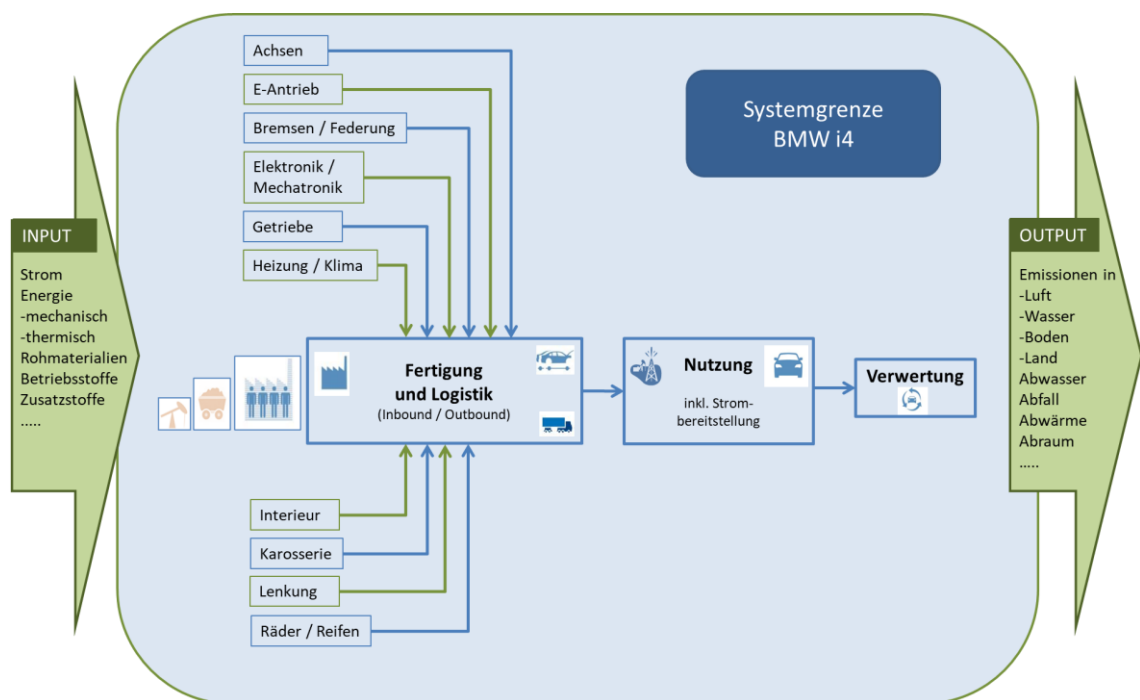 Systemgrenze
BMW i4
INPUT
Strom
Energie
-mechanisch
-thermisch
Rohmaterialien
Betriebsstoffe
Zusatzstoffe
.....
Achsen
E-Antrieb
Bremsen / Federung
Elektronik /
Mechatronik
Getriebe
Heizung / Klima
Fertigung
und Logistik
(Inbound / Outbound)
Nutzung
inkl. Strom-
bereitstellung
Verwertung
Interieur
Karosserie
Lenkung
Räder / Reifen
OUTPUT
Emissionen in
-Luft
-Wasser
-Boden
-Land
Abwasser
Abfall
Abwärme
Abraum
.....